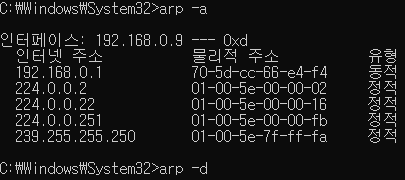 C:₩Windows₩System32>arp -a
인터페이스: 192.168.0.9 --- 0xd
인터넷 주소 물리적 주소 유형
192.168.0.1 70-5d-cc-66-e4-f4 동적
224.0.0.2 01-00-5e-00-00-02 정적
224.0.0.22 01-00-5e-00-00-16 정적
224.0.0.251 01-00-5e-00-00-fb 정적
239.255.255.250 01-00-5e-7f-ff-fa 정적
C:₩Windows₩System32>arp -d